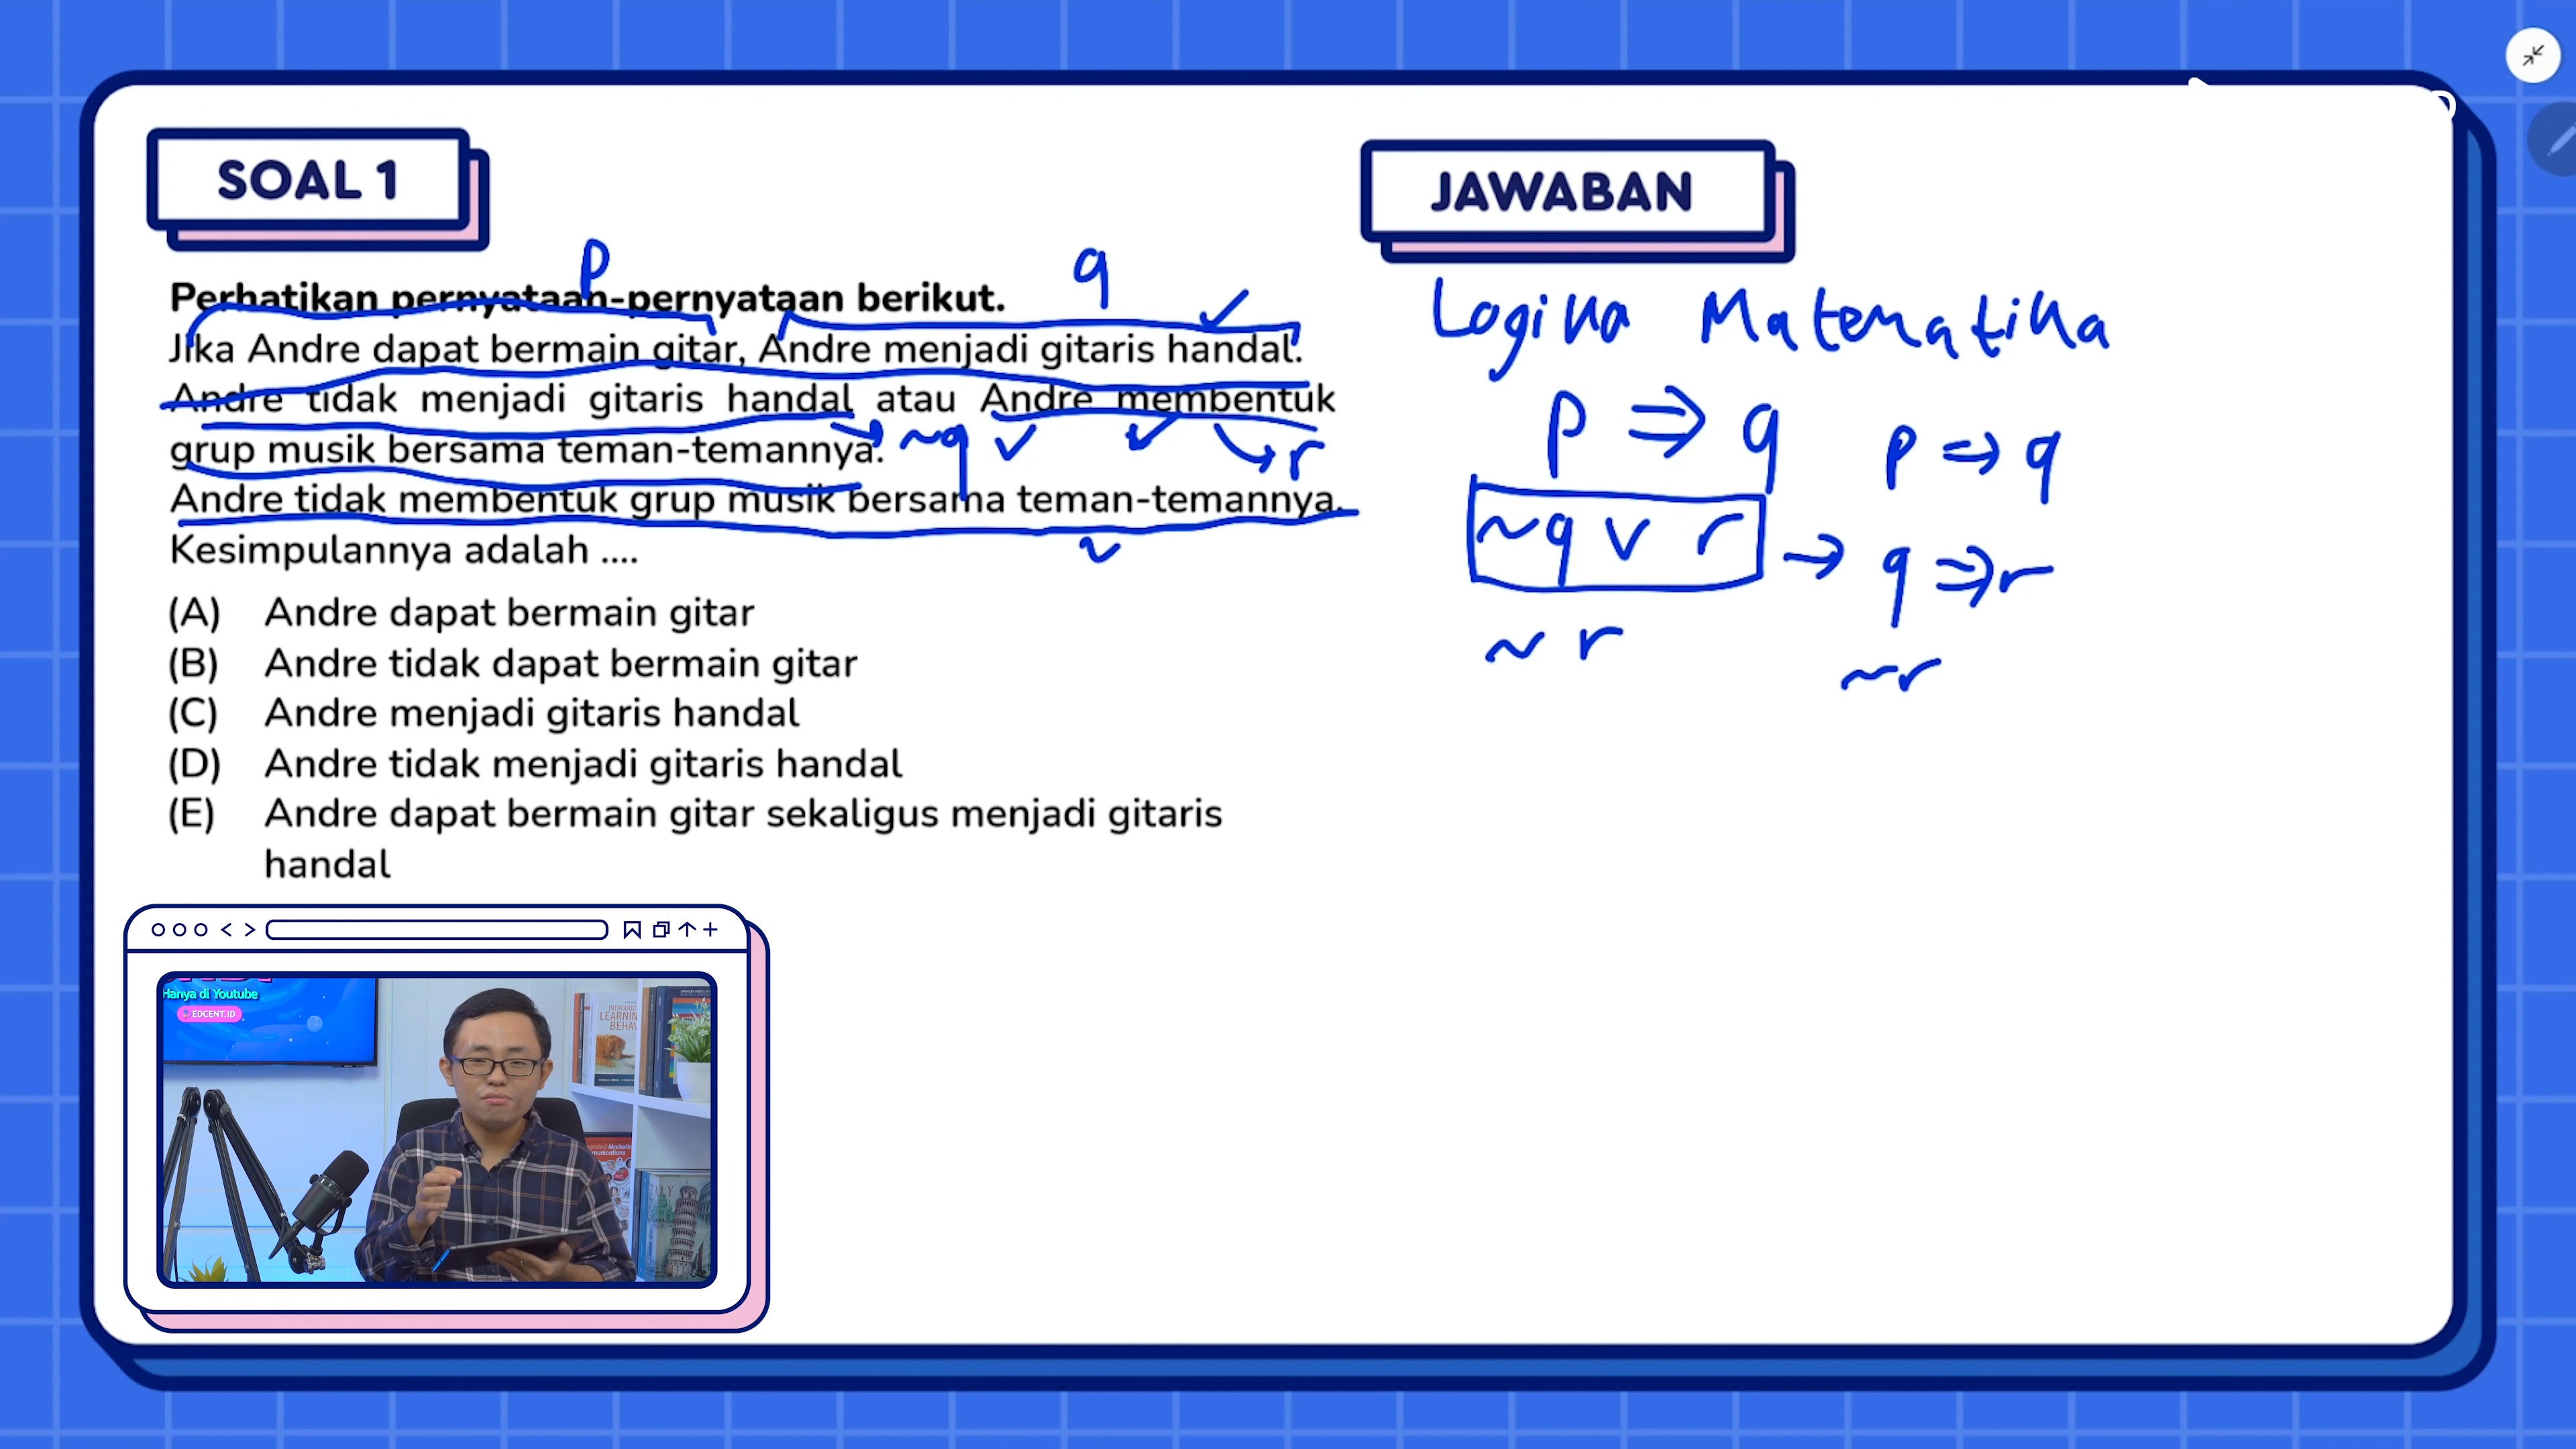 SOAL 1
p q
Perhatikan pernyataan-pernyataan berikut.
Jika Andre dapat bermain gitar, Andre menjadi gitaris handal.
Andre tidak menjadi gitaris handal atau Andre membentuk
grup musik bersama teman-temannya. ~q v r
Andre tidak membentuk grup musik bersama teman-temannya.
Kesimpulannya adalah ....
(A) Andre dapat bermain gitar
(B) Andre tidak dapat bermain gitar
(C) Andre menjadi gitaris handal
(D) Andre tidak menjadi gitaris handal
(E) Andre dapat bermain gitar sekaligus menjadi gitaris
handal
JAWABAN
Logika Matematika
p ⇒ q
~q v r
~ r
p ⇒ q
→ q ⇒ r
~r
Hanya di Youtube
EDCENT.ID
LEARNIN
BEHAV